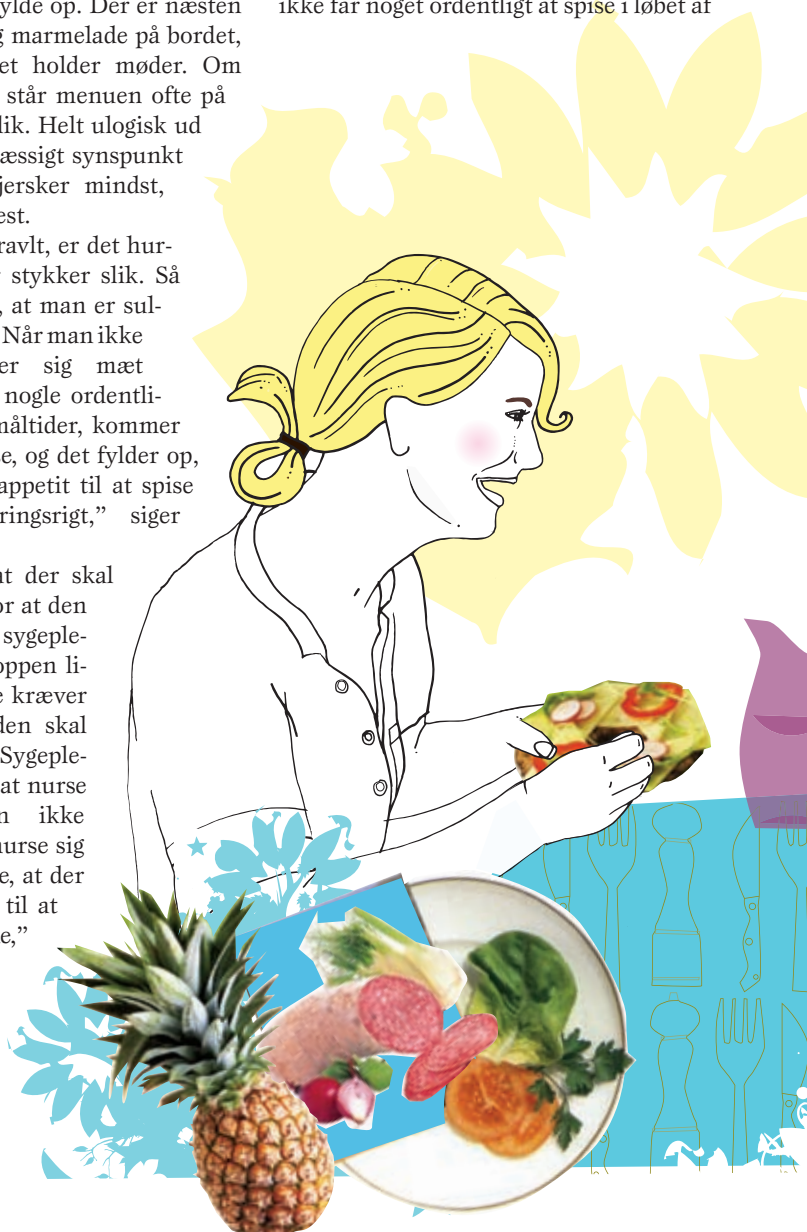 ylde op. Der er næsten
g marmelade på bordet,
et holder møder. Om
står menuen ofte på
lik. Helt ulogisk ud
æssigt synspunkt
jersker mindst,
est.
ravlt, er det hur-
r stykker slik. Så
, at man er sul-
Når man ikke
er sig mæt
nogle ordentli-
måltider, kommer
e, og det fylder op,
appetit til at spise
ringsrigt,” siger
nt der skal
or at den
sygeple-
oppen li-
e kræver
den skal
Sygeple-
at nurse
n ikke
nurse sig
e, at der
til at
e,”
ikke får noget ordentligt at spise i løbet af